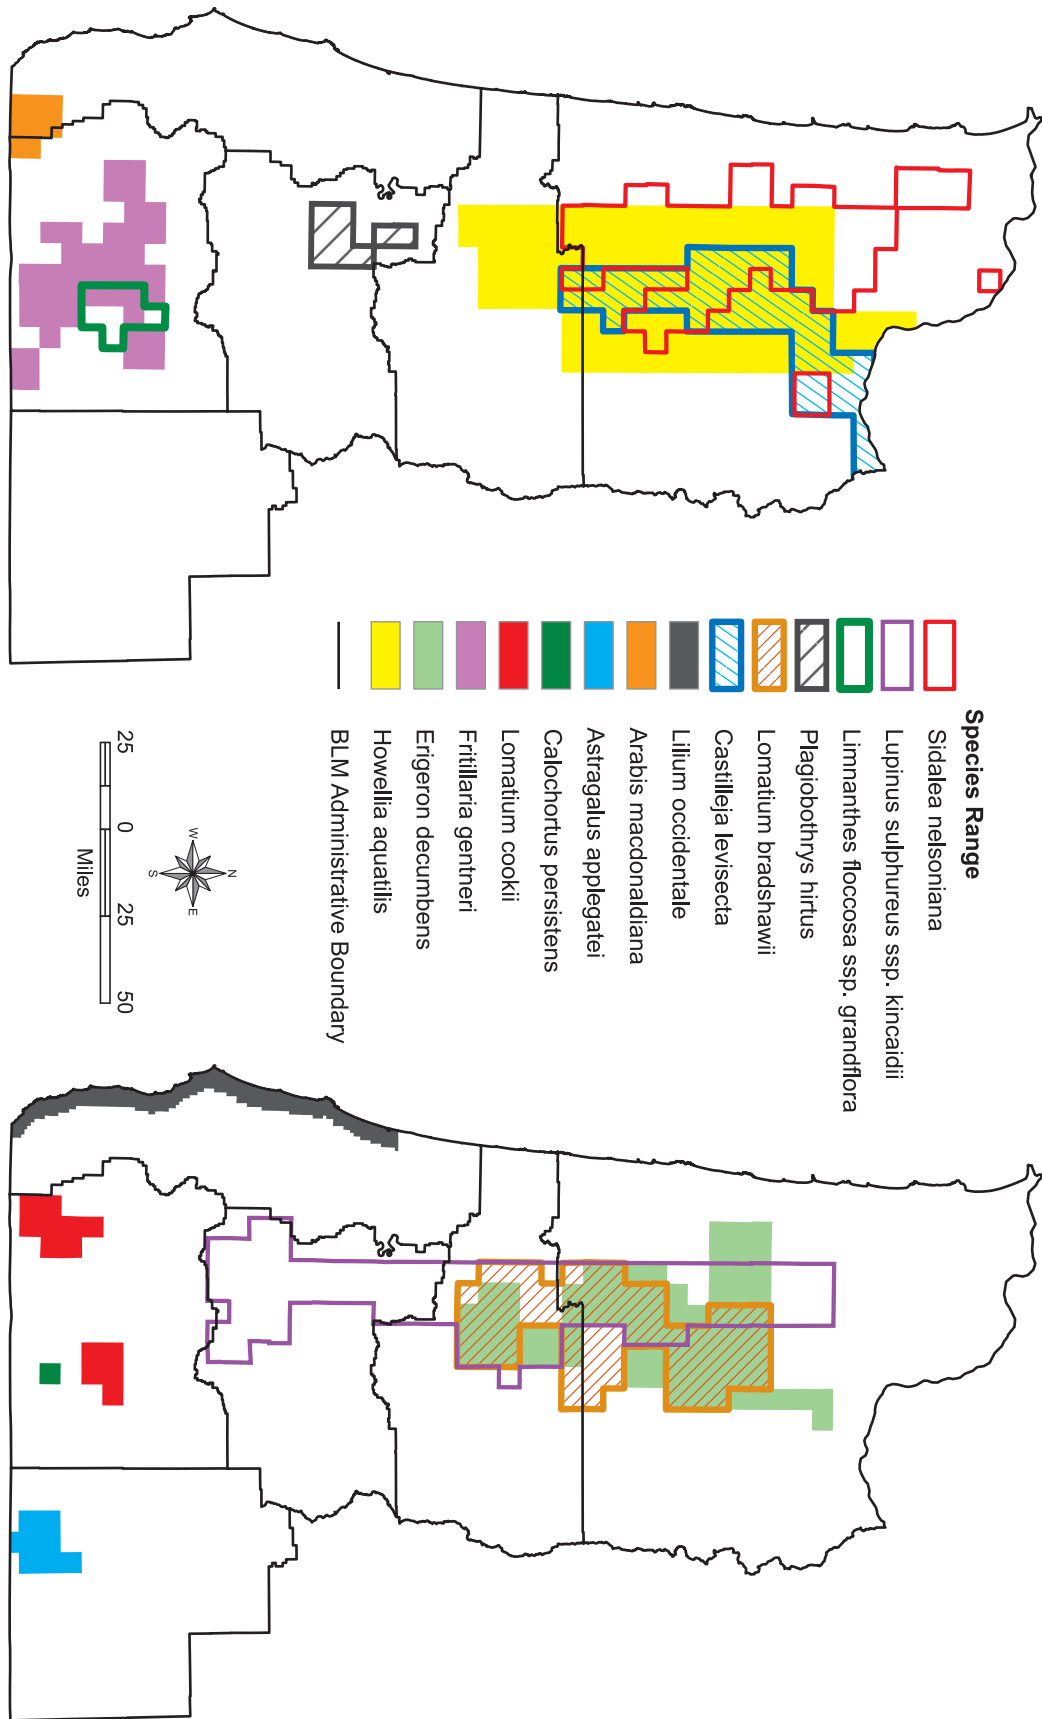 Species Range
Sidalea nelsoniana
Lupinus sulphureus ssp. kincaidii
Limnanthes floccosa ssp. grandflora
Plagiobothrys hirtus
Lomatium bradshawii
Castilleja levisecta
Lilium occidentale
Arabis macdonaldiana
Astragalus applegatei
Calochortus persistens
Lomatium cookii
Fritillaria gentneri
Erigeron decumbens
Howellia aquatilis
BLM Administrative Boundary
N
W E
S
25 0 25 50
Miles